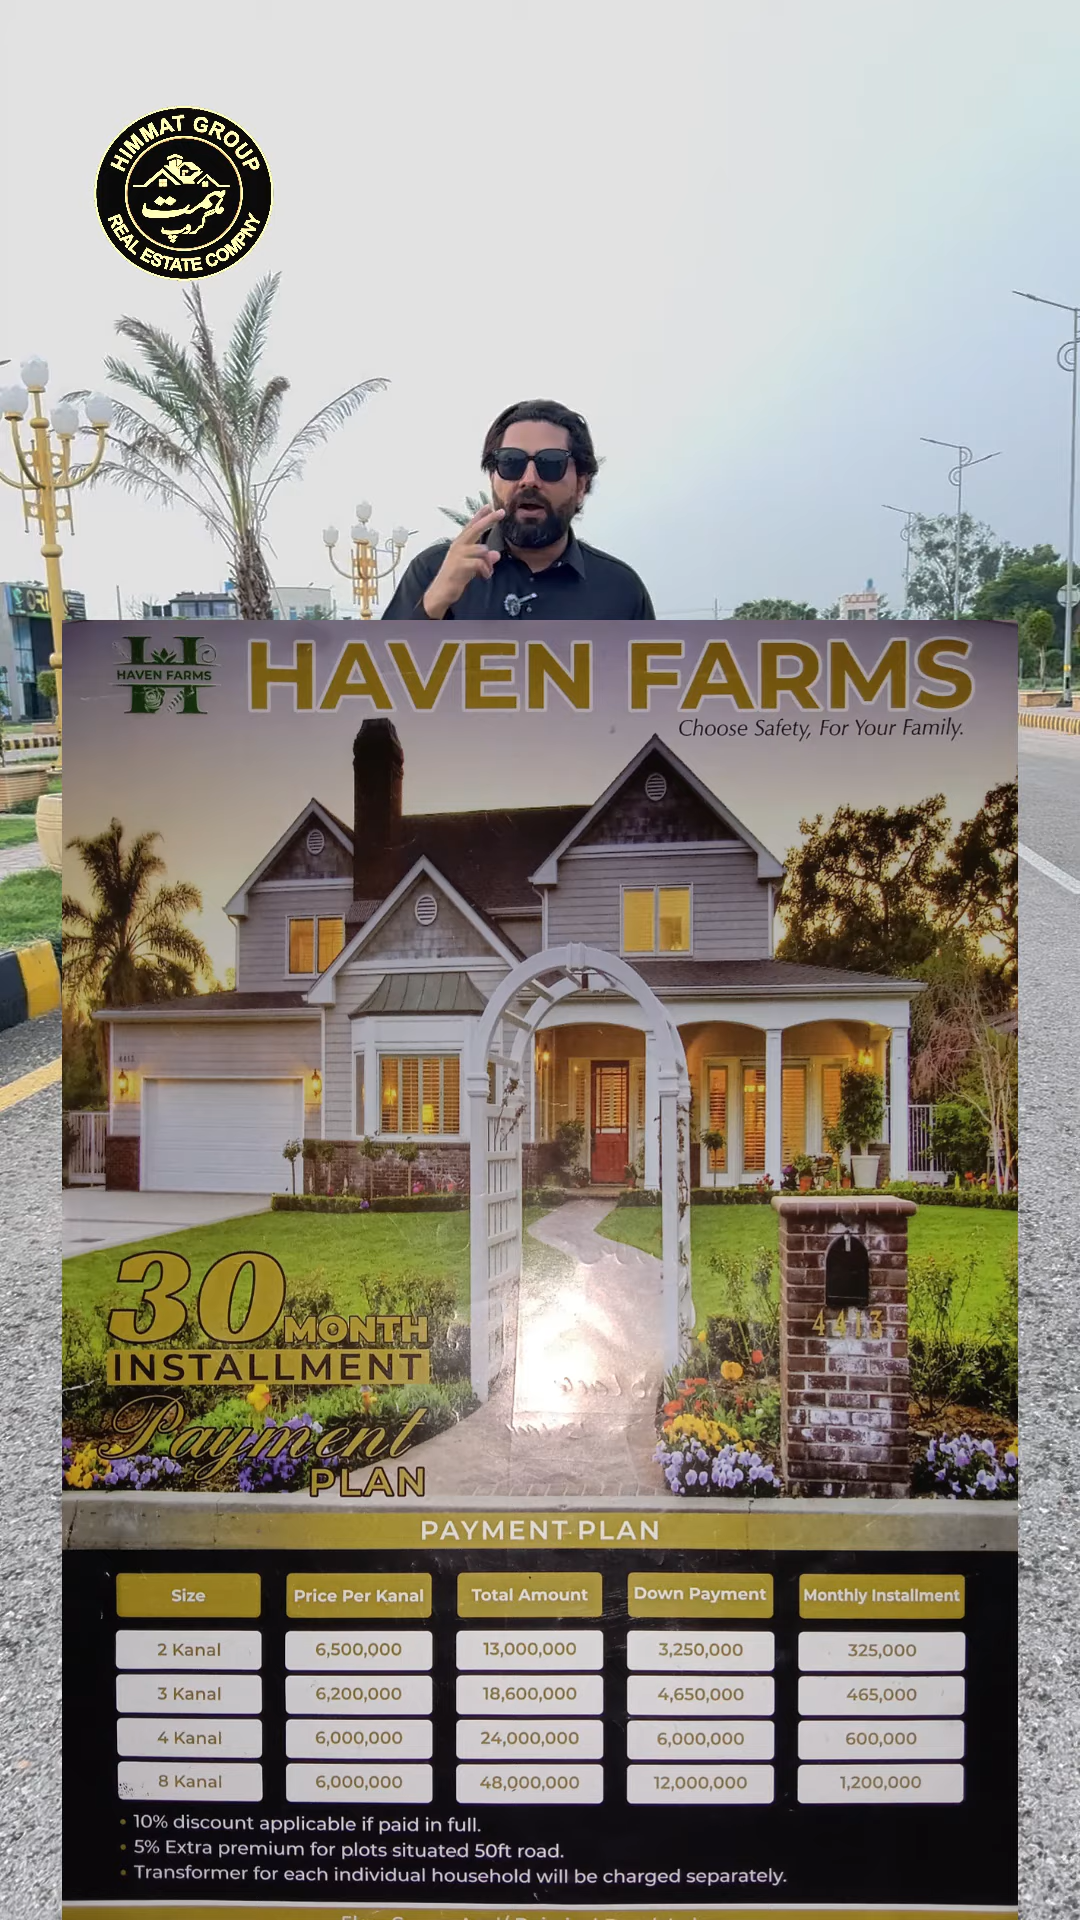 HIMMAT GROUP
ہمت گروپ
REAL ESTATE COMPNY
HAVEN FARMS
HAVEN FARMS
Choose Safety, For Your Family.
4413
4413
30 MONTH
INSTALLMENT
Payment
PLAN
PAYMENT PLAN
Size Price Per Kanal Total Amount Down Payment Monthly Installment
2 Kanal 6,500,000 13,000,000 3,250,000 325,000
3 Kanal 6,200,000 18,600,000 4,650,000 465,000
4 Kanal 6,000,000 24,000,000 6,000,000 600,000
8 Kanal 6,000,000 48,000,000 12,000,000 1,200,000
• 10% discount applicable if paid in full.
• 5% Extra premium for plots situated 50ft road.
• Transformer for each individual household will be charged separately.